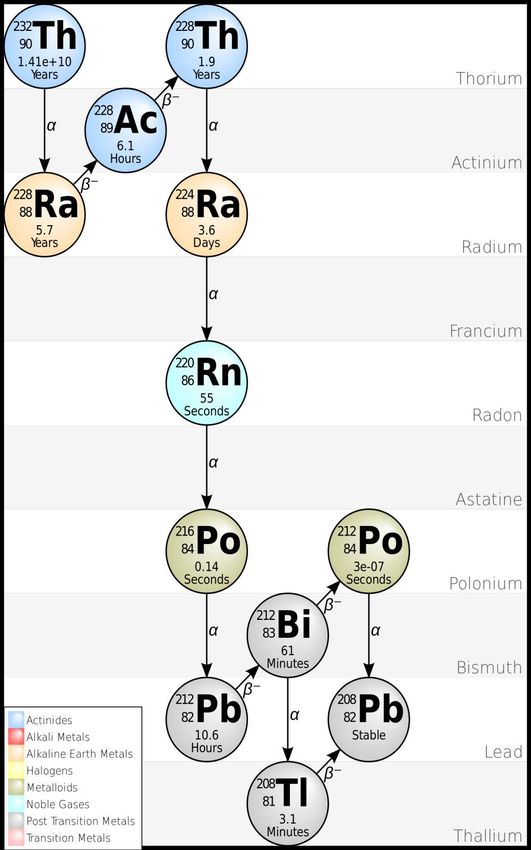 232
90 Th
1.41e+10
Years
228
90 Th
1.9
Years
Thorium
α
β⁻
α
228
89 Ac
6.1
Hours
Actinium
β⁻
228
88 Ra
5.7
Years
224
88 Ra
3.6
Days
Radium
α
Francium
220
86 Rn
55
Seconds
Radon
α
Astatine
216
84 Po
0.14
Seconds
212
84 Po
3e-07
Seconds
Polonium
β⁻
α
α
212
83 Bi
61
Minutes
Bismuth
β⁻
212
82 Pb
10.6
Hours
α
208
82 Pb
Stable
Lead
β⁻
208
81 Tl
3.1
Minutes
Thallium
Actinides
Alkali Metals
Alkaline Earth Metals
Halogens
Metalloids
Noble Gases
Post Transition Metals
Transition Metals